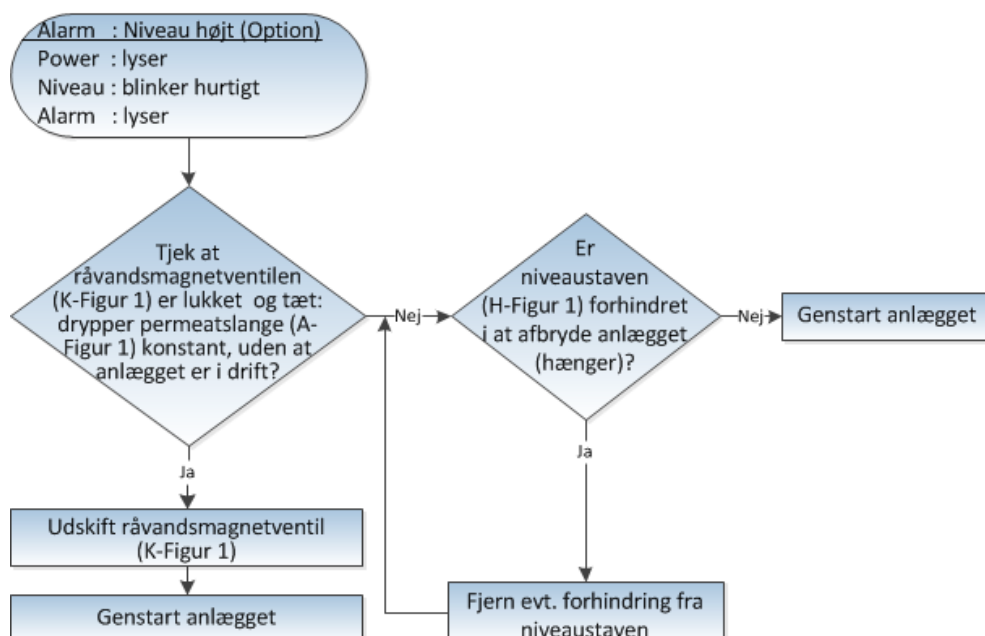 Alarm : Niveau højt (Option)
Power : lyser
Niveau : blinker hurtigt
Alarm : lyser
Tjek at
råvandsmagnetventilen
(K-Figur 1) er lukket og tæt:
drypper permeatslange (A-
Figur 1) konstant, uden at
anlægget er i drift?
Nej
Er
niveaustaven
(H-Figur 1) forhindret
i at afbryde anlægget
(hænger)?
Nej
Genstart anlægget
Ja
Udskift råvandsmagnetventil
(K-Figur 1)
Genstart anlægget
Ja
Fjern evt. forhindring fra
niveaustaven